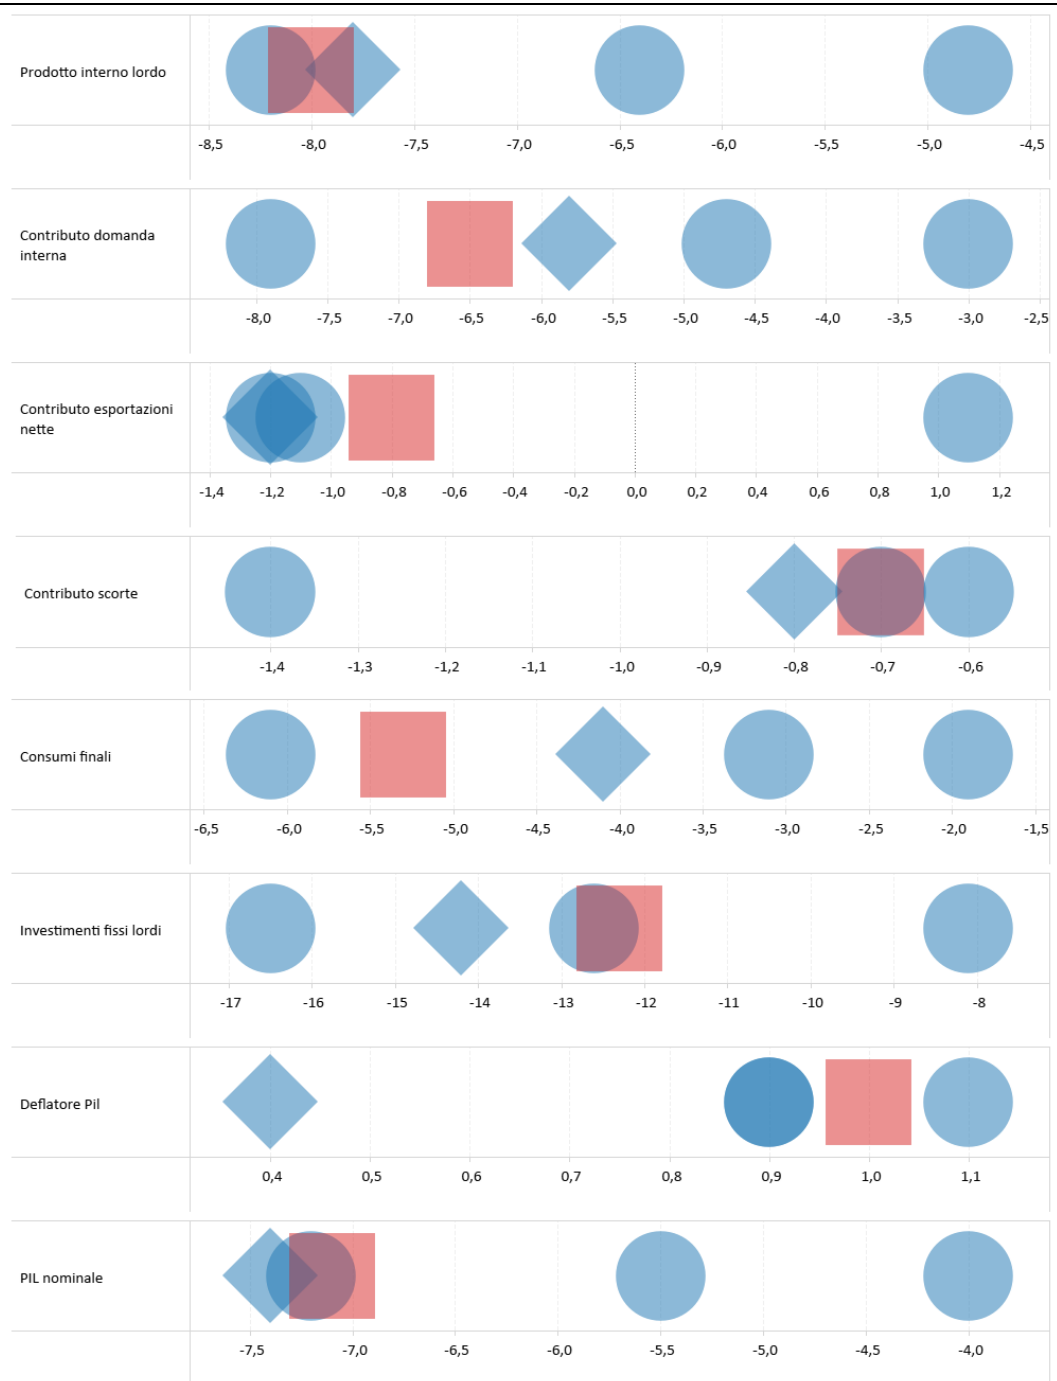 Prodotto interno lordo
-8,5 -8,0 -7,5 -7,0 -6,5 -6,0 -5,5 -5,0 -4,5
Contributo domanda
interna
-8,0 -7,5 -7,0 -6,5 -6,0 -5,5 -5,0 -4,5 -4,0 -3,5 -3,0 -2,5
Contributo esportazioni
nette
-1,4 -1,2 -1,0 -0,8 -0,6 -0,4 -0,2 0,0 0,2 0,4 0,6 0,8 1,0 1,2
Contributo scorte
-1,4 -1,3 -1,2 -1,1 -1,0 -0,9 -0,8 -0,7 -0,6
Consumi finali
-6,5 -6,0 -5,5 -5,0 -4,5 -4,0 -3,5 -3,0 -2,5 -2,0 -1,5
Investimenti fissi lordi
-17 -16 -15 -14 -13 -12 -11 -10 -9 -8
Deflatore Pil
0,4 0,5 0,6 0,7 0,8 0,9 1,0 1,1
PIL nominale
-7,5 -7,0 -6,5 -6,0 -5,5 -5,0 -4,5 -4,0